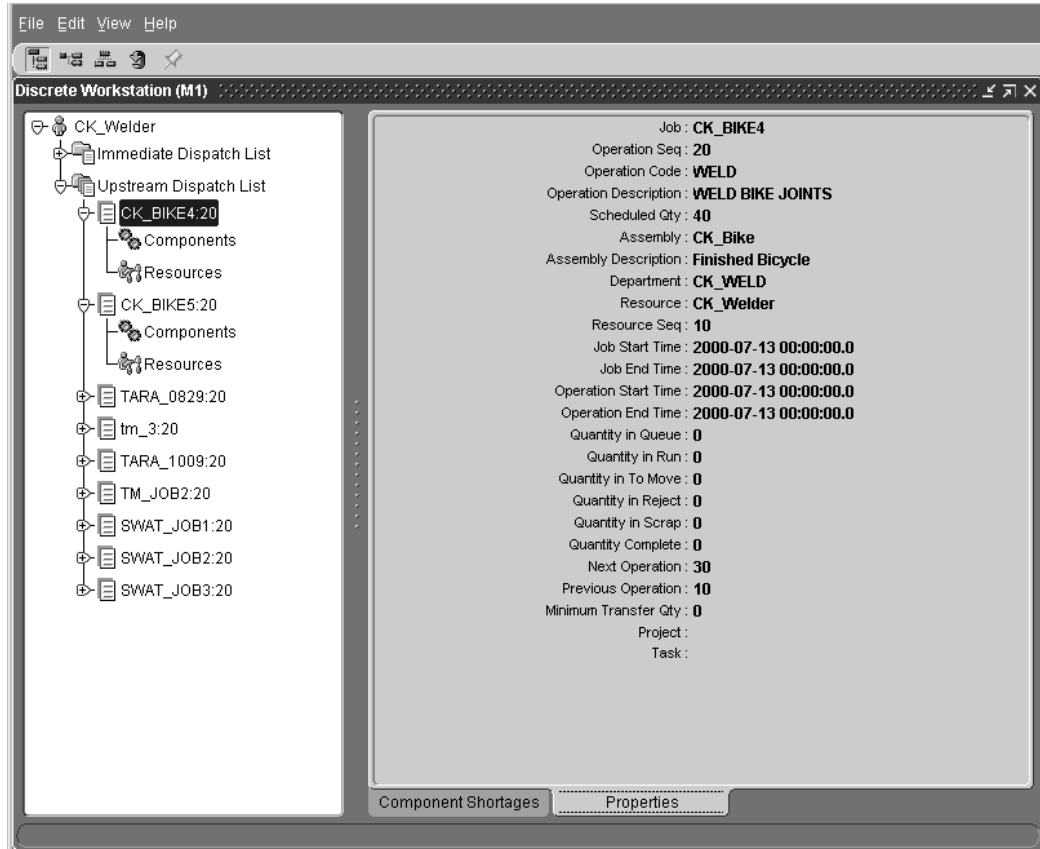 File Edit View Help
Discrete Workstation (M1)
CK_Welder
Immediate Dispatch List
Upstream Dispatch List
CK_BIKE4:20
Components
Resources
CK_BIKE5:20
Components
Resources
TARA_0829:20
tm_3:20
TARA_1009:20
TM_JOB2:20
SWAT_JOB1:20
SWAT_JOB2:20
SWAT_JOB3:20
Job : CK_BIKE4
Operation Seq : 20
Operation Code : WELD
Operation Description : WELD BIKE JOINTS
Scheduled Qty : 40
Assembly : CK_Bike
Assembly Description : Finished Bicycle
Department : CK_WELD
Resource : CK_Welder
Resource Seq : 10
Job Start Time : 2000-07-13 00:00:00.0
Job End Time : 2000-07-13 00:00:00.0
Operation Start Time : 2000-07-13 00:00:00.0
Operation End Time : 2000-07-13 00:00:00.0
Quantity in Queue : 0
Quantity in Run : 0
Quantity in To Move : 0
Quantity in Reject : 0
Quantity in Scrap : 0
Quantity Complete : 0
Next Operation : 30
Previous Operation : 10
Minimum Transfer Qty : 0
Project :
Task :
Component Shortages Properties